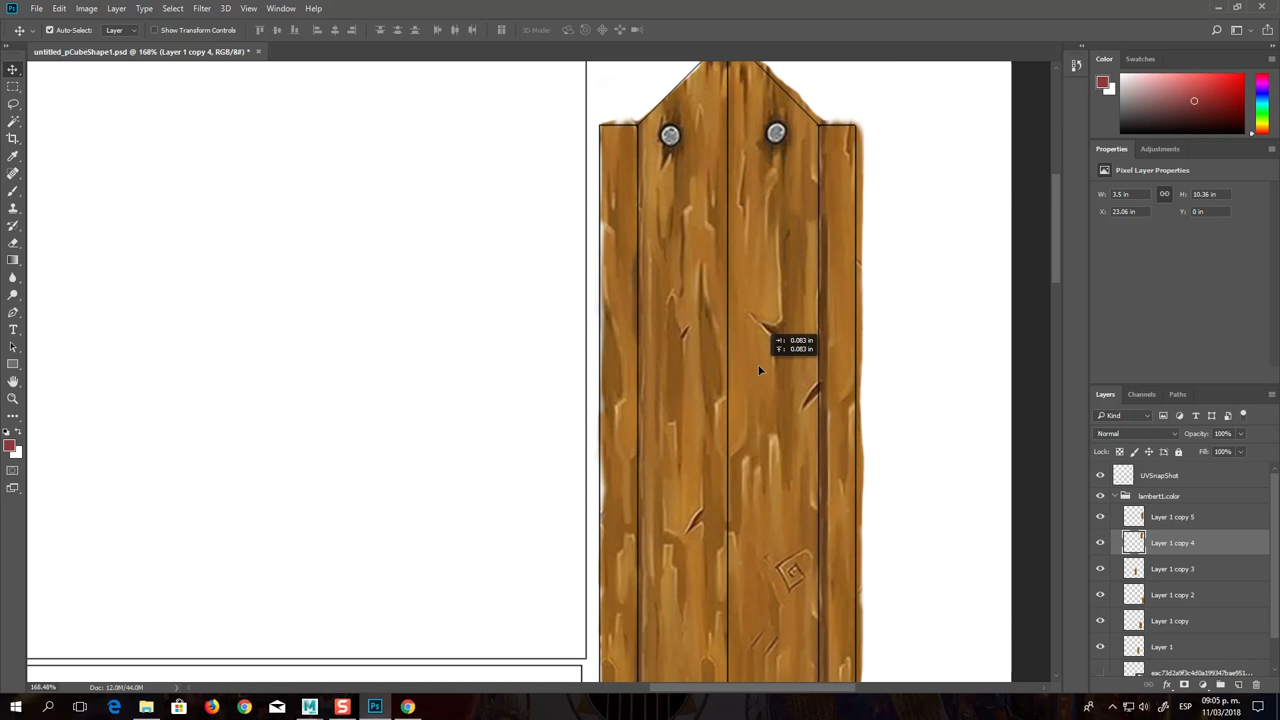 File Edit Image Layer Type Select Filter 3D View Window Help
Auto-Select: Layer Show Transform Controls 3D Mode:
untitled_pCubeShape1.psd @ 168% (Layer 1 copy 4, RGB/8#) * ×
Color Swatches
Properties Adjustments
Pixel Layer Properties
W: 3.5 in H: 10.36 in
X: 23.06 in Y: 0 in
0.083 in
0.083 in
Layers Channels Paths
Kind
Normal Opacity: 100%
Lock: Fill: 100%
UVSnapShot
lambert1.color
Layer 1 copy 5
Layer 1 copy 4
Layer 1 copy 3
Layer 1 copy 2
Layer 1 copy
Layer 1
168.48% Doc: 12.0M/44.0M
ESP 09:05 p. m.
11/03/2018